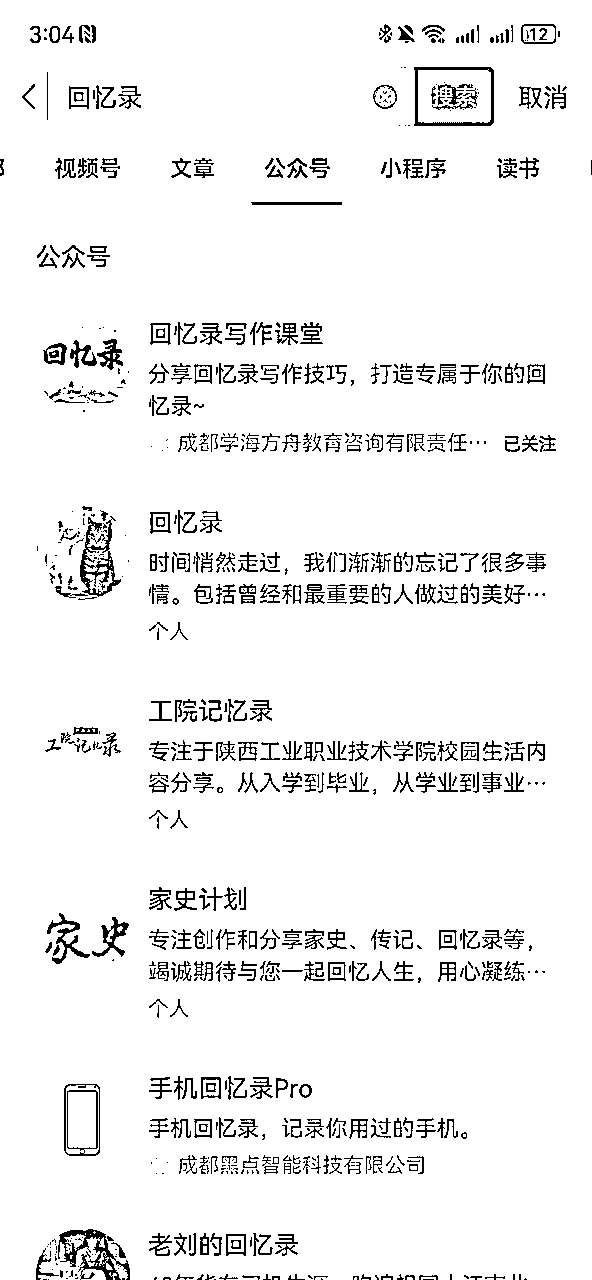 3:04
12
回忆录
搜索
取消
视频号
文章
公众号
小程序
读书
公众号
回忆录
回忆录写作课堂
分享回忆录写作技巧，打造专属于你的回
忆录~
成都学海方舟教育咨询有限责任…
已关注
回忆录
时间悄然走过，我们渐渐的忘记了很多事
情。包括曾经和最重要的人做过的美好…
个人
工院记忆录
工院记忆录
专注于陕西工业职业技术学院校园生活内
容分享。从入学到毕业，从学业到事业…
个人
家史
家史计划
专注创作和分享家史、传记、回忆录等，
竭诚期待与您一起回忆人生，用心凝练…
个人
手机回忆录Pro
手机回忆录，记录你用过的手机。
成都黑点智能科技有限公司
老刘的回忆录